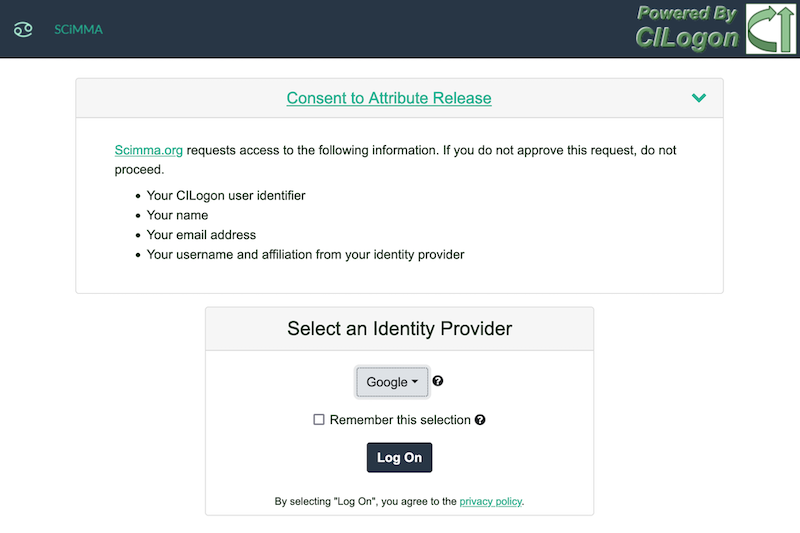 SCiMMA
Powered By
CILogon
Consent to Attribute Release
Scimma.org requests access to the following information. If you do not approve this request, do not
proceed.
Your CILogon user identifier
Your name
Your email address
Your username and affiliation from your identity provider
Select an Identity Provider
Google
Remember this selection
Log On
By selecting "Log On", you agree to the privacy policy.